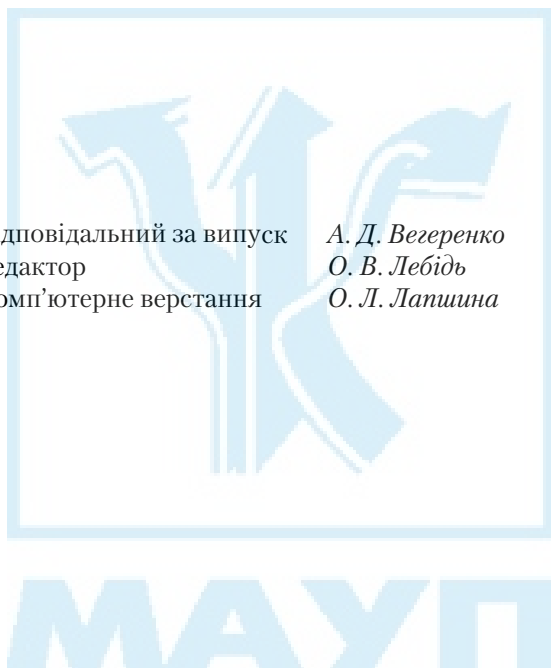 дповідальний за випуск А. Д. Вегеренко
едактор О. В. Лебідь
омп’ютерне верстання О. Л. Лапшина
МАУП